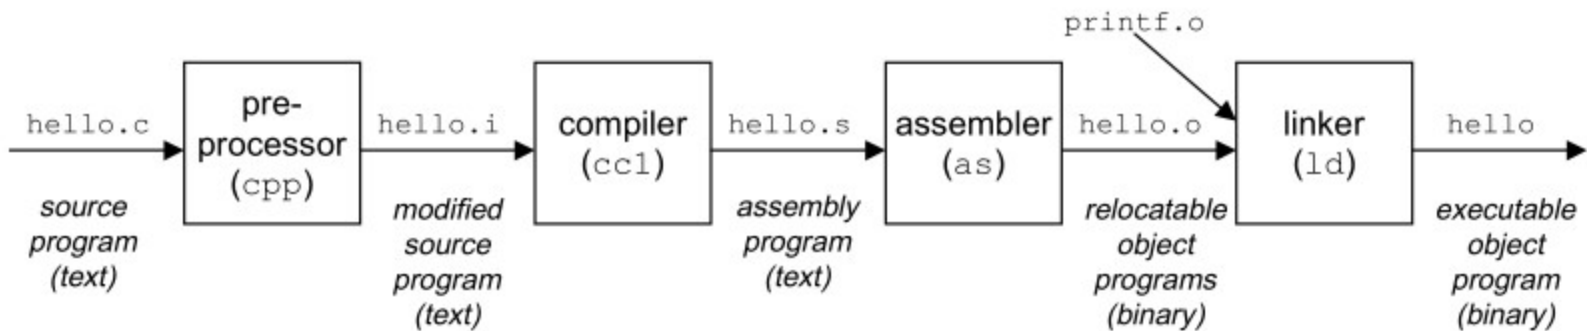 printf.o
hello.c
pre-
processor
(cpp)
hello.i
compiler
(cc1)
hello.s
assembler
(as)
hello.o
linker
(ld)
hello
source
program
(text)
modified
source
program
(text)
assembly
program
(text)
relocatable
object
programs
(binary)
executable
object
program
(binary)